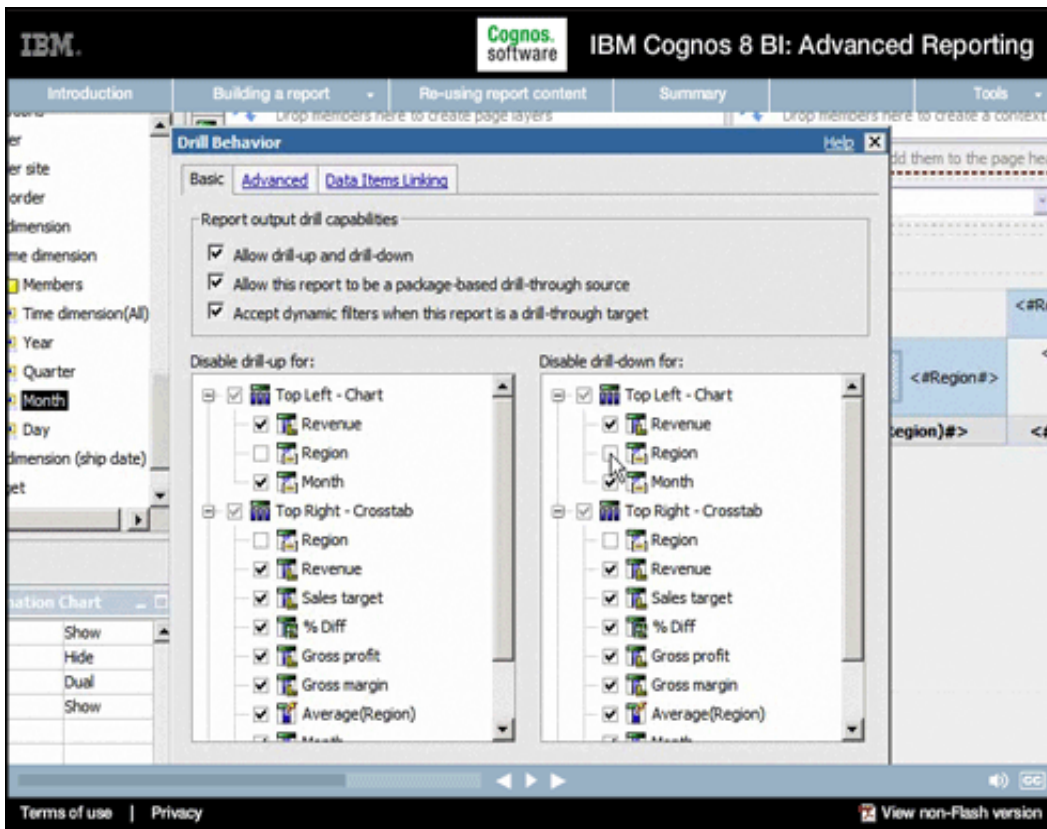 IBM.
Cognos.
software
IBM Cognos 8 BI: Advanced Reporting
Introduction
Building a report
Re-using report content
Summary
Tools
Drop members here to create page layers
Drop members here to create a context
Drill Behavior
Help
dd them to the page hea
er
er site
order
dimension
me dimension
Members
Time dimension(All)
Year
Quarter
Month
Day
dimension (ship date)
get
Basic
Advanced
Data Items Linking
Report output drill capabilities
Allow drill-up and drill-down
Allow this report to be a package-based drill-through source
Accept dynamic filters when this report is a drill-through target
Disable drill-up for:
Top Left - Chart
Revenue
Region
Month
Top Right - Crosstab
Region
Revenue
Sales target
% Diff
Gross profit
Gross margin
Average(Region)
Month
Disable drill-down for:
Top Left - Chart
Revenue
Region
Month
Top Right - Crosstab
Region
Revenue
Sales target
% Diff
Gross profit
Gross margin
Average(Region)
Month
<#R
<#Region#>
Region)#>
<#
nation Chart
Show
Hide
Dual
Show
CC
Terms of use | Privacy
View non-Flash version